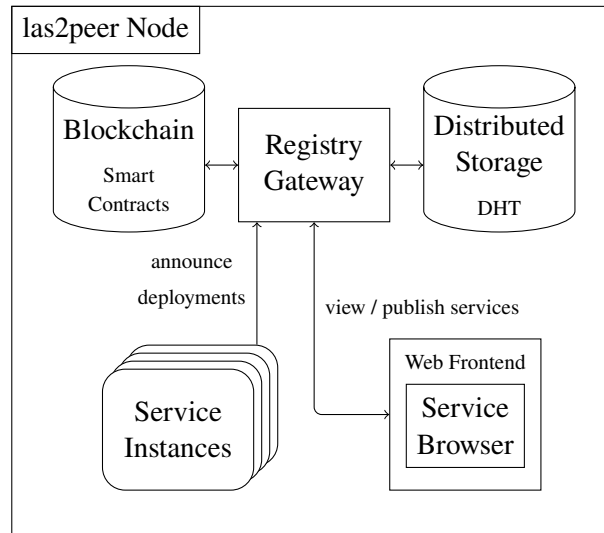 las2peer Node
Blockchain
Smart
Contracts
Registry
Gateway
Distributed
Storage
DHT
announce
deployments
view / publish services
Service
Instances
Web Frontend
Service
Browser